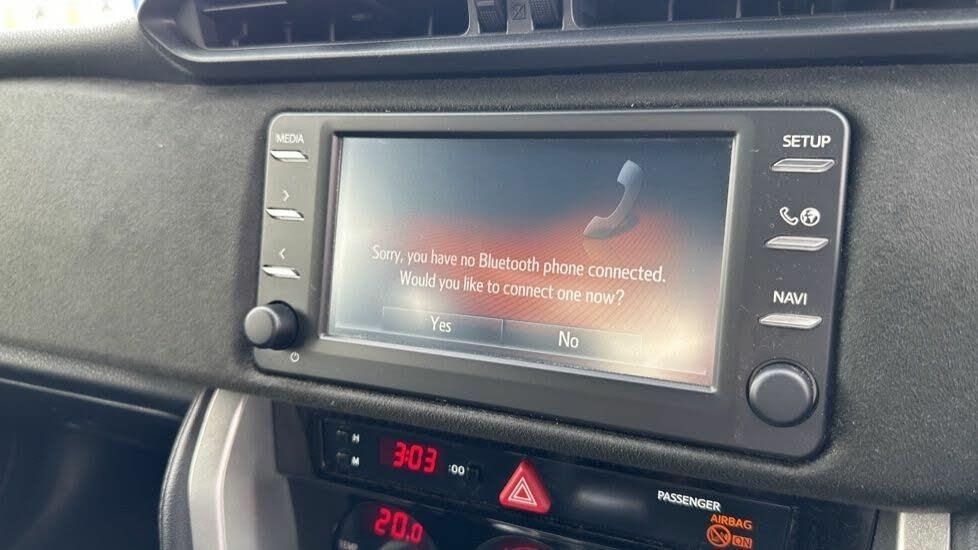 MEDIA
SETUP
>
<
NAVI
Sorry, you have no Bluetooth phone connected.
Would you like to connect one now?
Yes
No
H
M
3:03
:00
PASSENGER
AIRBAG
ON
20.0
TEMP